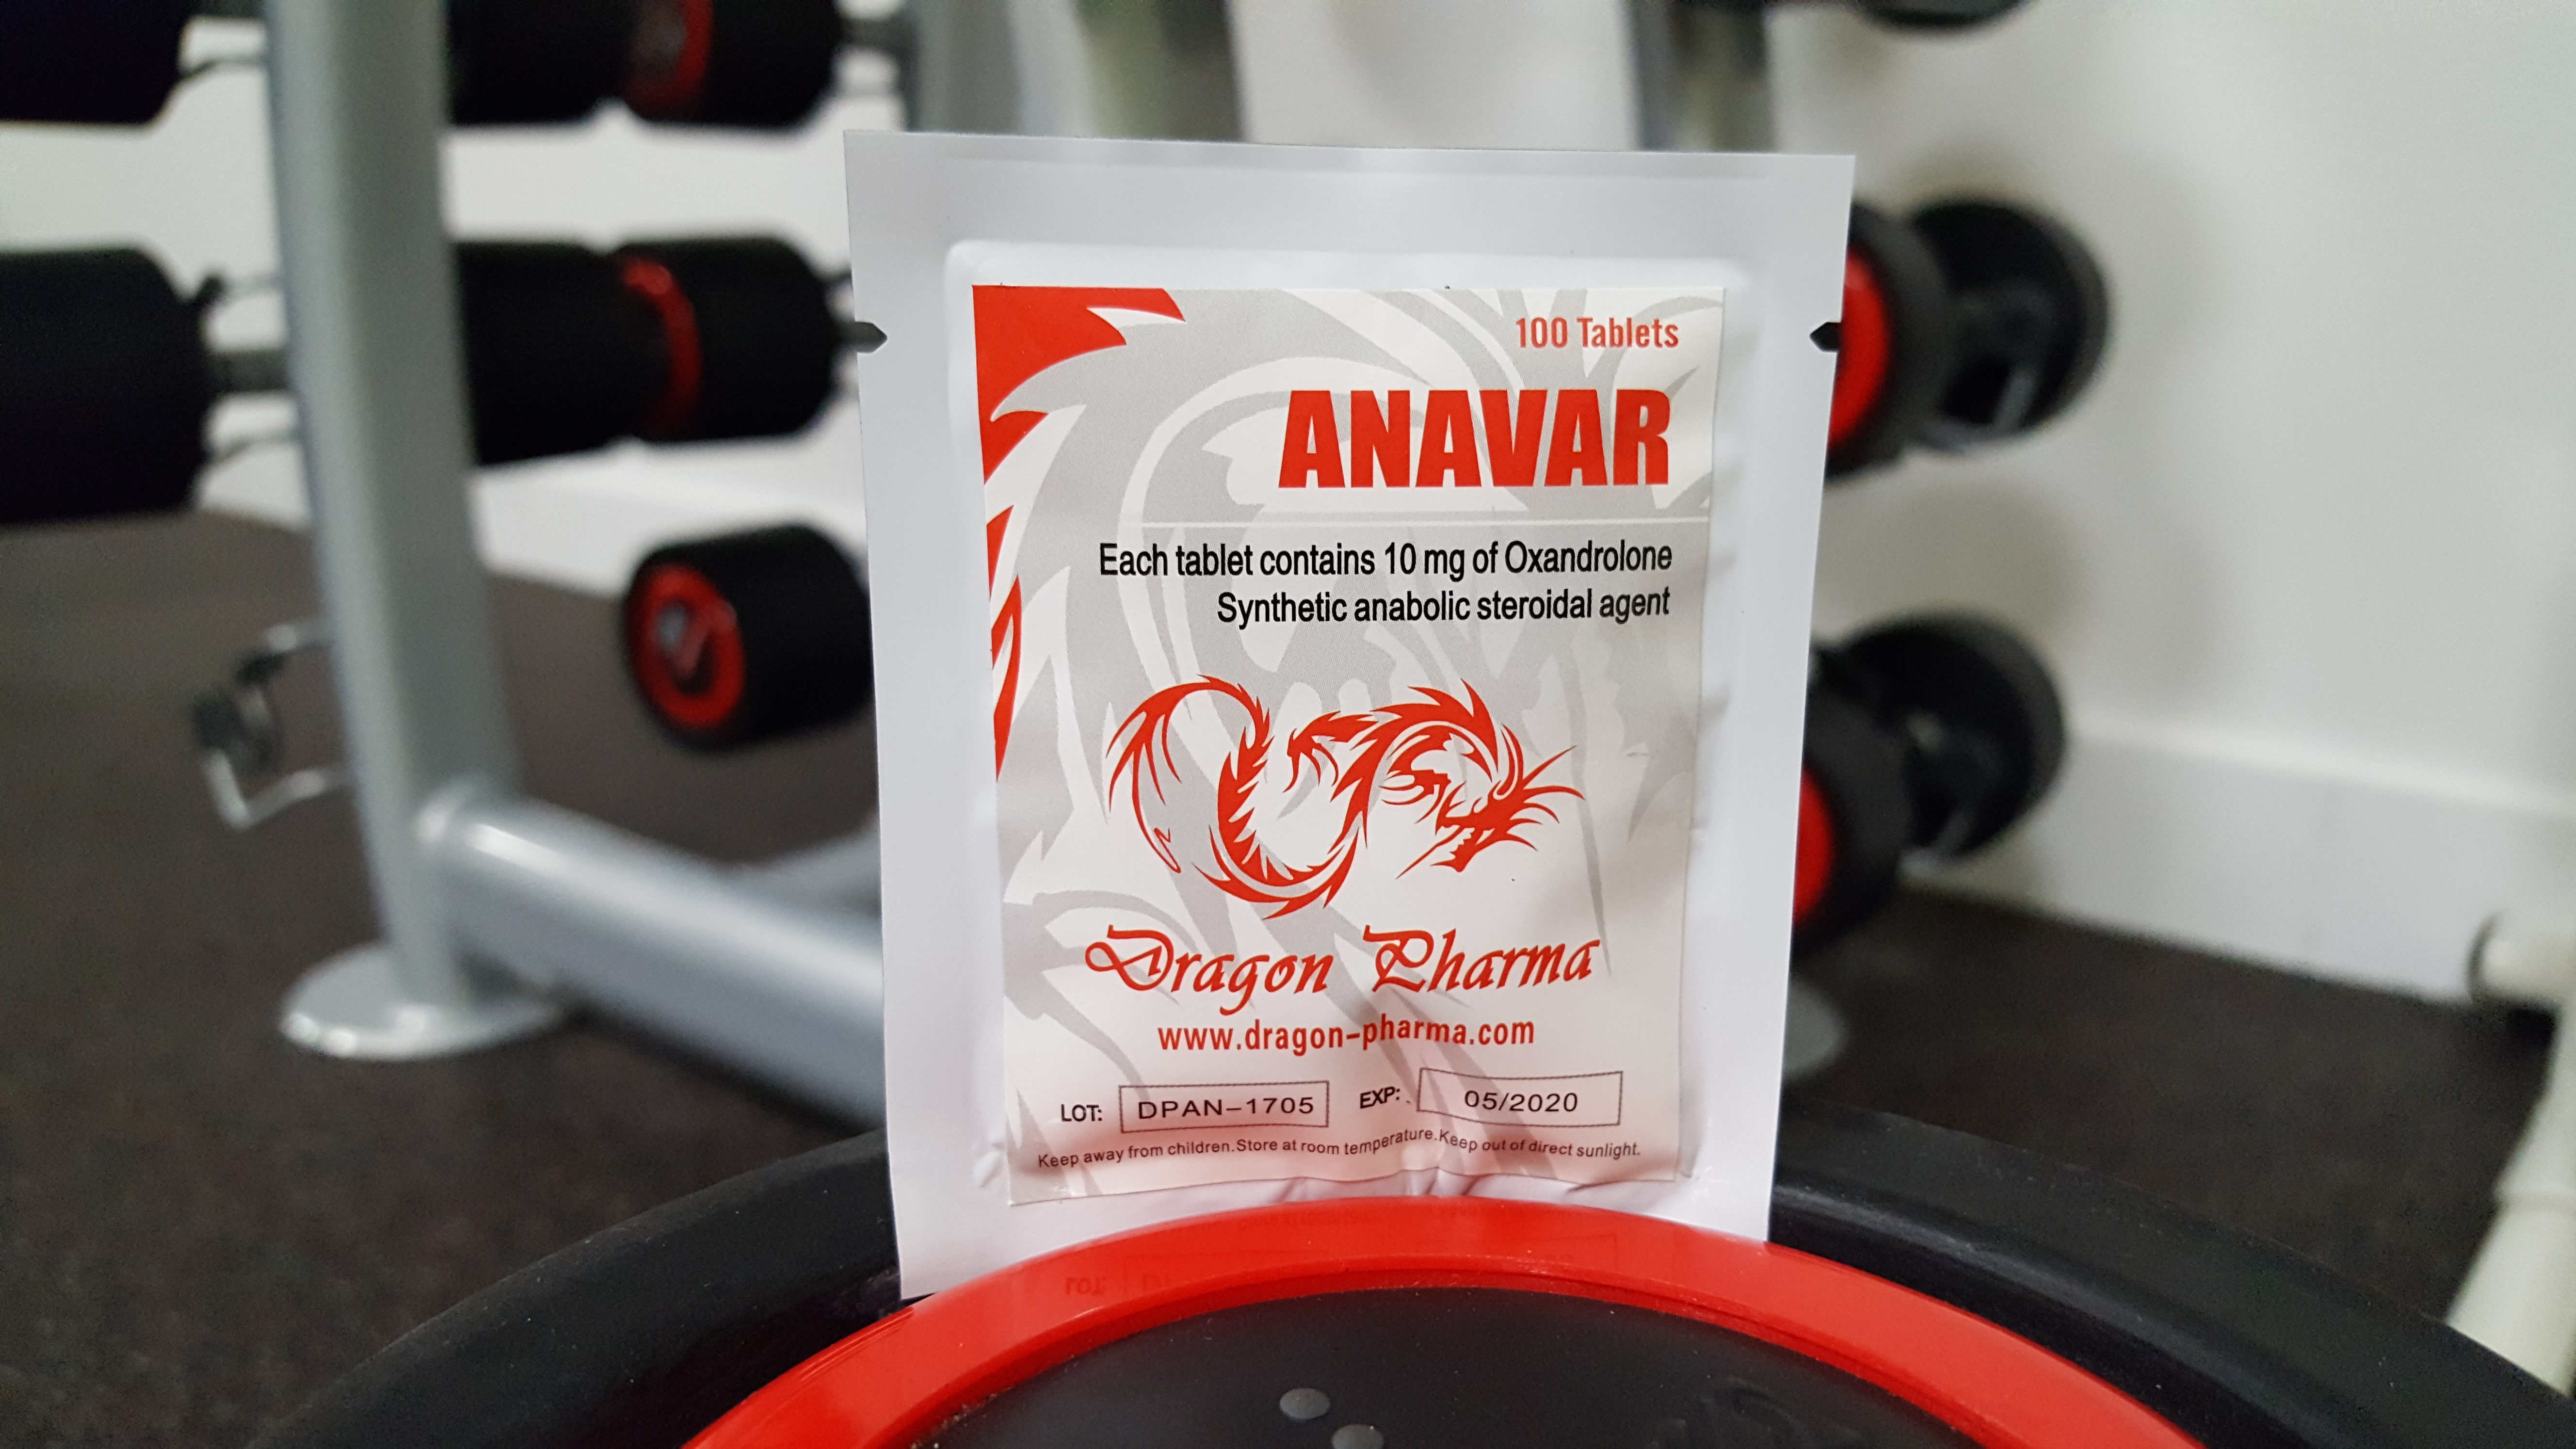 100 Tablets
ANAVAR
Each tablet contains 10 mg of Oxandrolone
Synthetic anabolic steroidal agent
Dragon Pharma
www.dragon-pharma.com
LOT: DPAN-1705 EXP: 05/2020
Keep away from children.Store at room temperature.Keep out of direct sunlight.